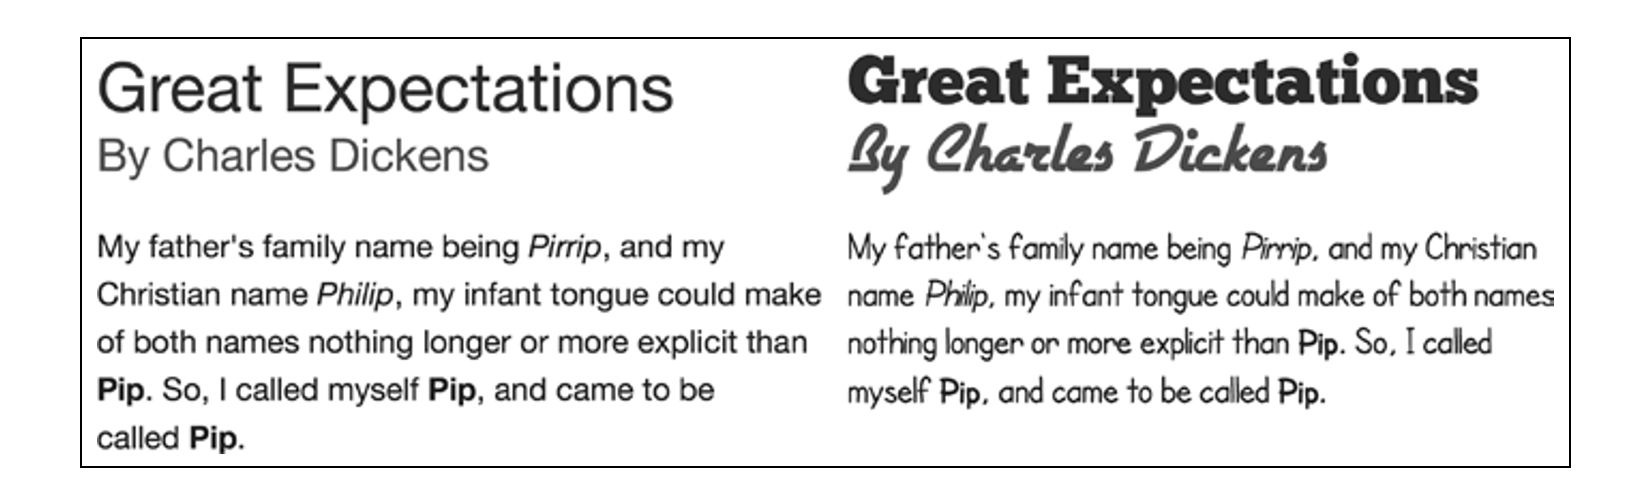 Great Expectations
By Charles Dickens
My father's family name being Pirrip, and my
Christian name Philip, my infant tongue could make
of both names nothing longer or more explicit than
Pip. So, I called myself Pip, and came to be
called Pip.
Great Expectations
By Charles Dickens
My father's family name being Pirrip, and my Christian
name Philip, my infant tongue could make of both names
nothing longer or more explicit than Pip. So, I called
myself Pip, and came to be called Pip.